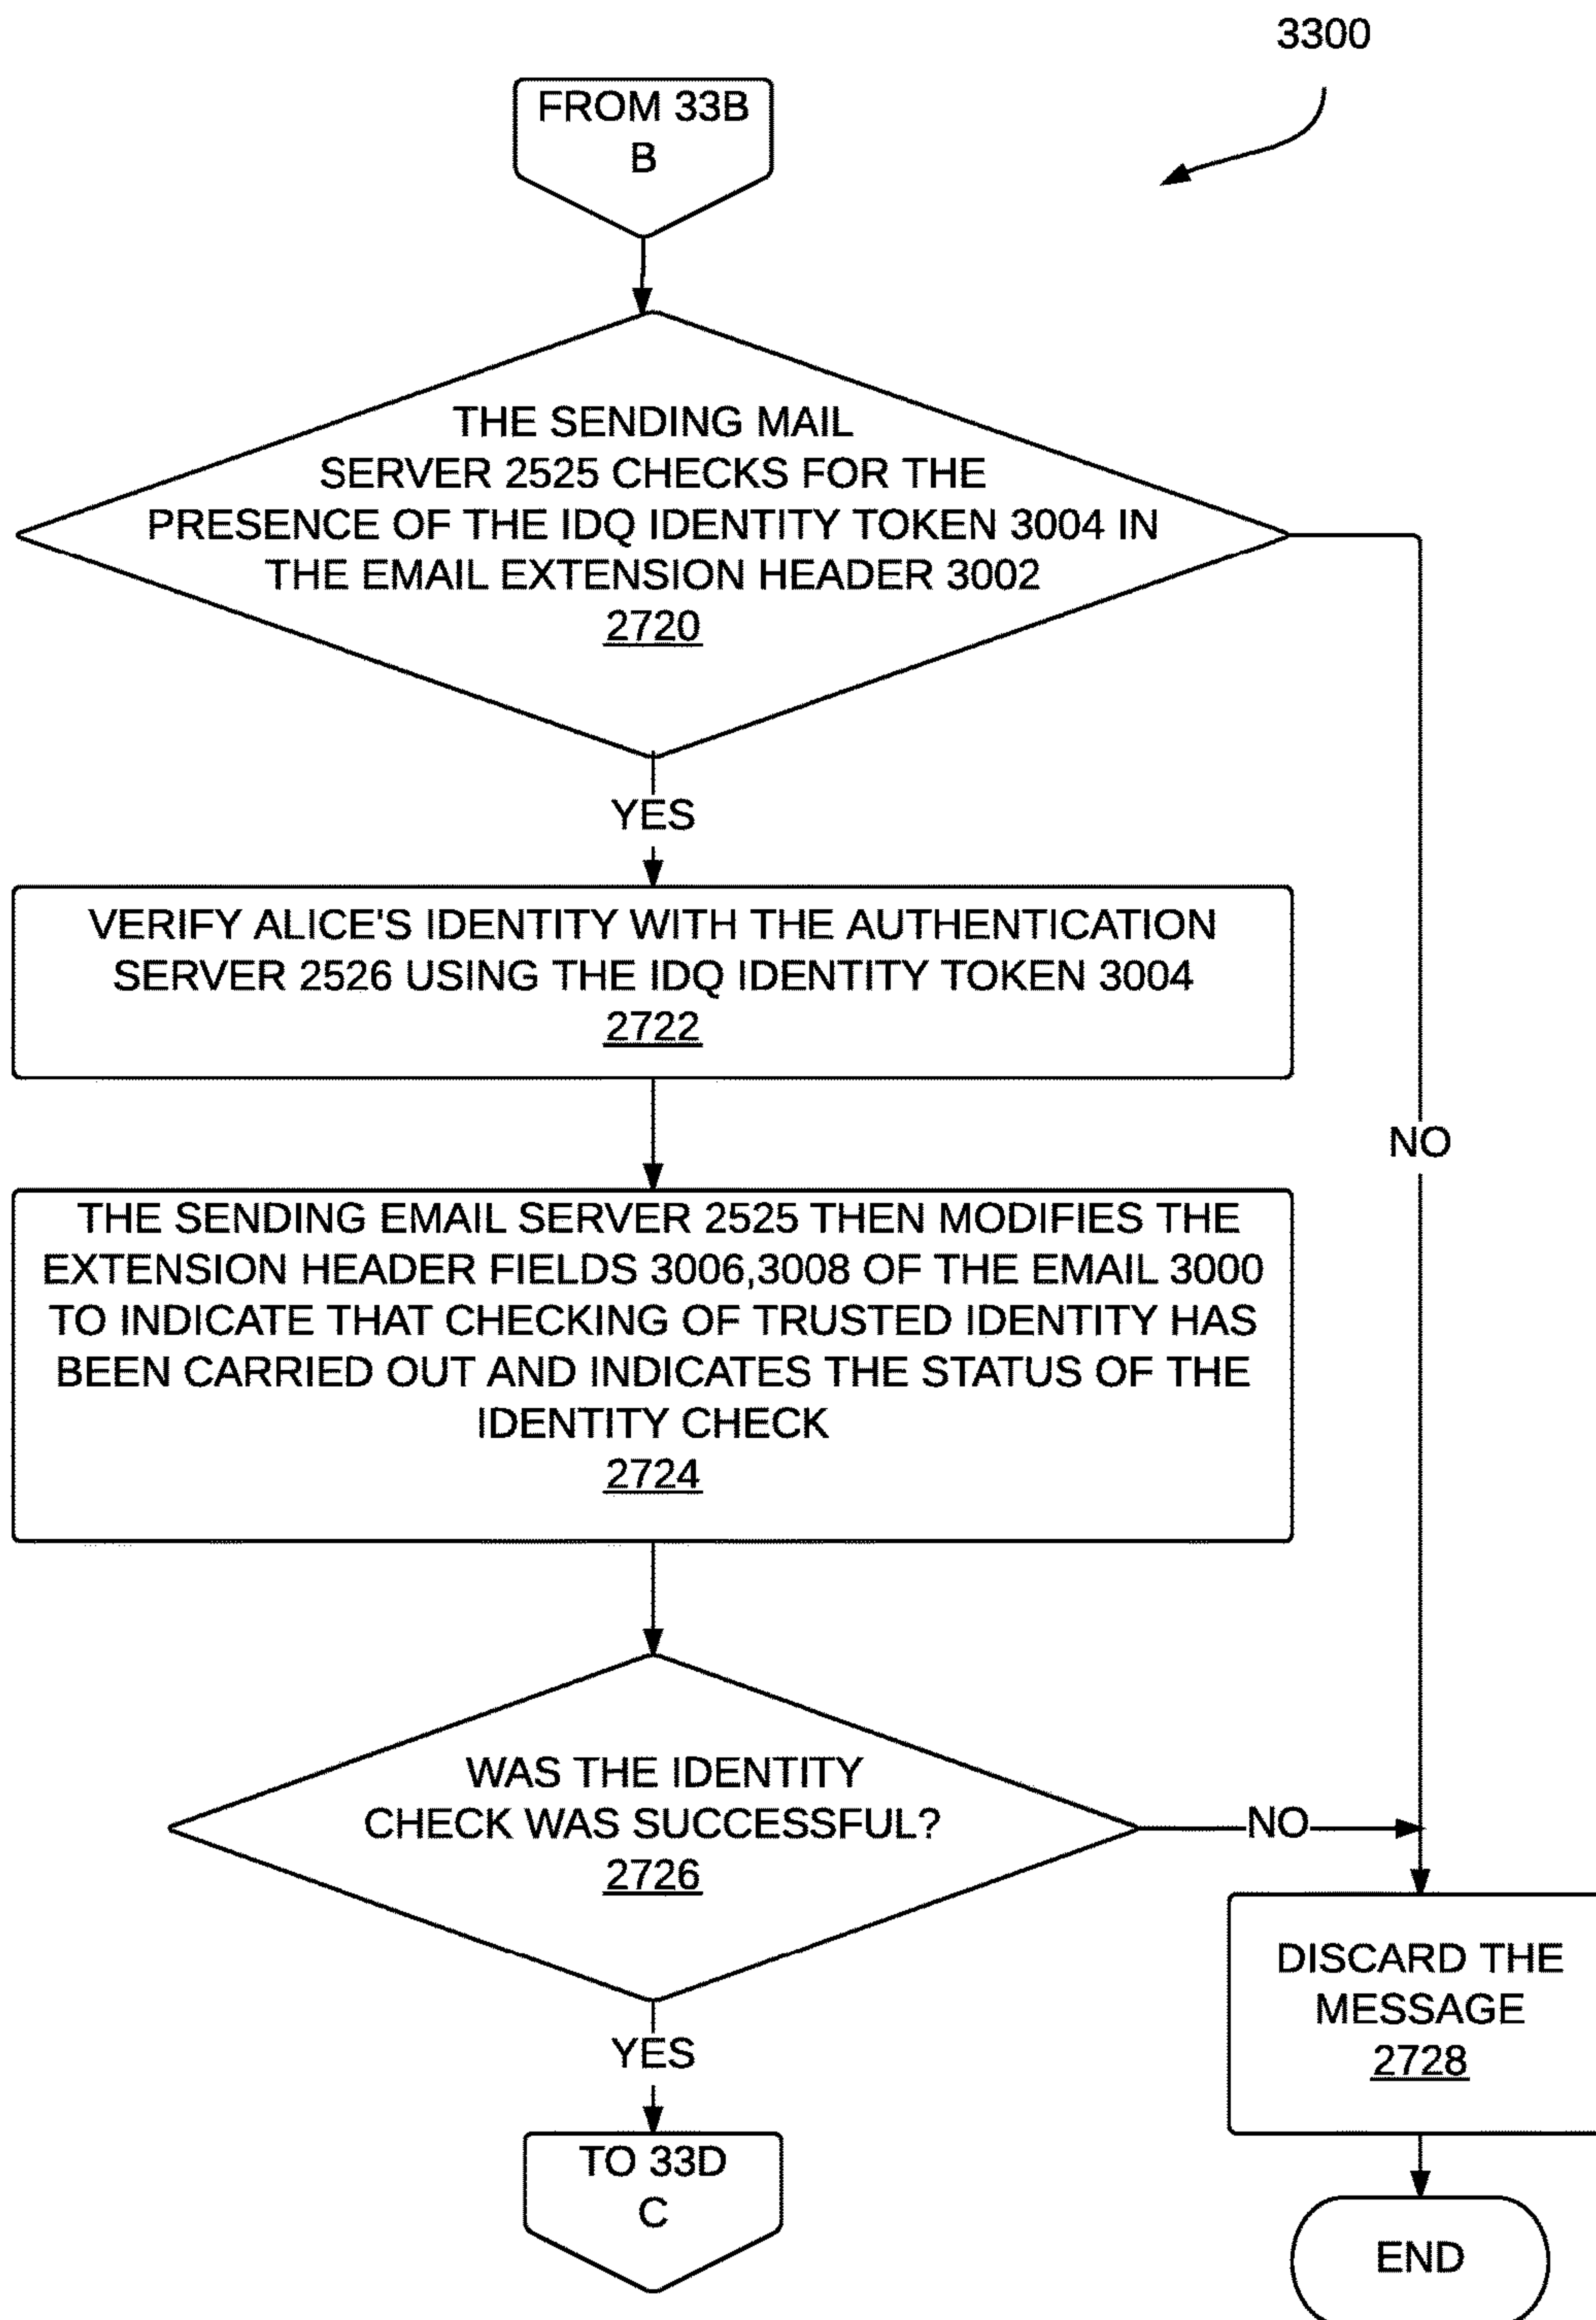 3300
FROM 33B
B
THE SENDING MAIL
SERVER 2525 CHECKS FOR THE
PRESENCE OF THE IDQ IDENTITY TOKEN 3004 IN
THE EMAIL EXTENSION HEADER 3002
2720
YES
VERIFY ALICE'S IDENTITY WITH THE AUTHENTICATION
SERVER 2526 USING THE IDQ IDENTITY TOKEN 3004
2722
NO
THE SENDING EMAIL SERVER 2525 THEN MODIFIES THE
EXTENSION HEADER FIELDS 3006,3008 OF THE EMAIL 3000
TO INDICATE THAT CHECKING OF TRUSTED IDENTITY HAS
BEEN CARRIED OUT AND INDICATES THE STATUS OF THE
IDENTITY CHECK
2724
WAS THE IDENTITY
CHECK WAS SUCCESSFUL?
2726
NO
DISCARD THE
MESSAGE
2728
YES
TO 33D
C
END